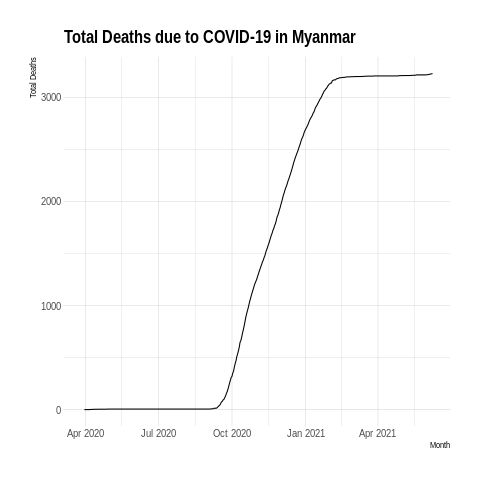 Total Deaths due to COVID-19 in Myanmar
Total Deaths
3000
2000
1000
0
Apr 2020 Jul 2020 Oct 2020 Jan 2021 Apr 2021
Month